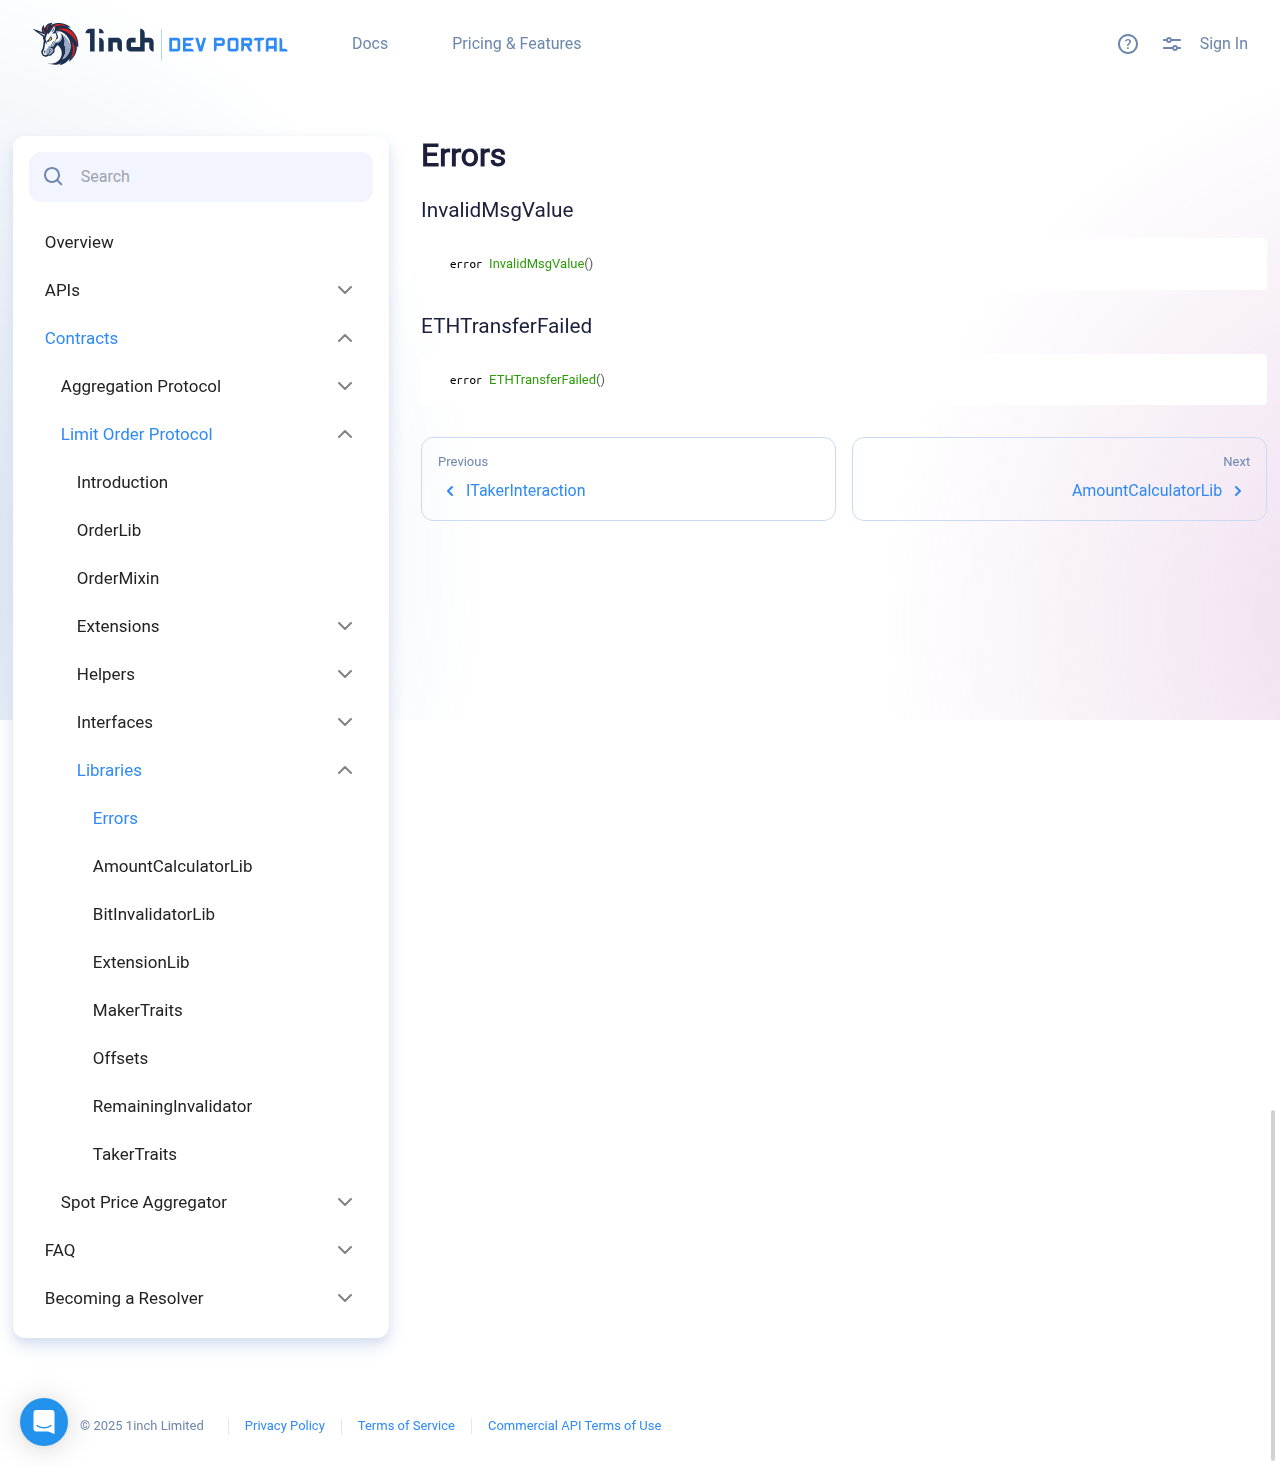 1inch DEV PORTAL
Docs
Pricing & Features
Sign In
Search
Overview
APIs
Contracts
Aggregation Protocol
Limit Order Protocol
Introduction
OrderLib
OrderMixin
Extensions
Helpers
Interfaces
Libraries
Errors
AmountCalculatorLib
BitInvalidatorLib
ExtensionLib
MakerTraits
Offsets
RemainingInvalidator
TakerTraits
Spot Price Aggregator
FAQ
Becoming a Resolver
Errors
InvalidMsgValue
error InvalidMsgValue()
ETHTransferFailed
error ETHTransferFailed()
Previous
ITakerInteraction
Next
AmountCalculatorLib
© 2025 1inch Limited
Privacy Policy
Terms of Service
Commercial API Terms of Use